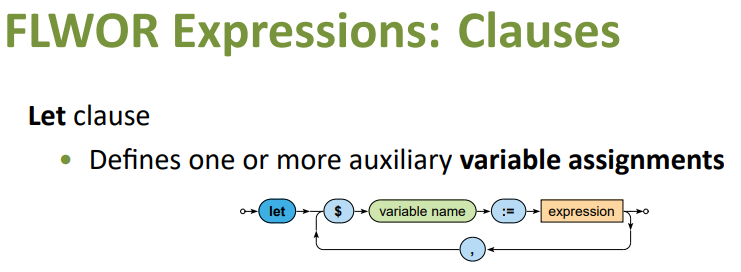 FLWOR Expressions: Clauses
Let clause
• Defines one or more auxiliary variable assignments
let $ variable name := expression
,